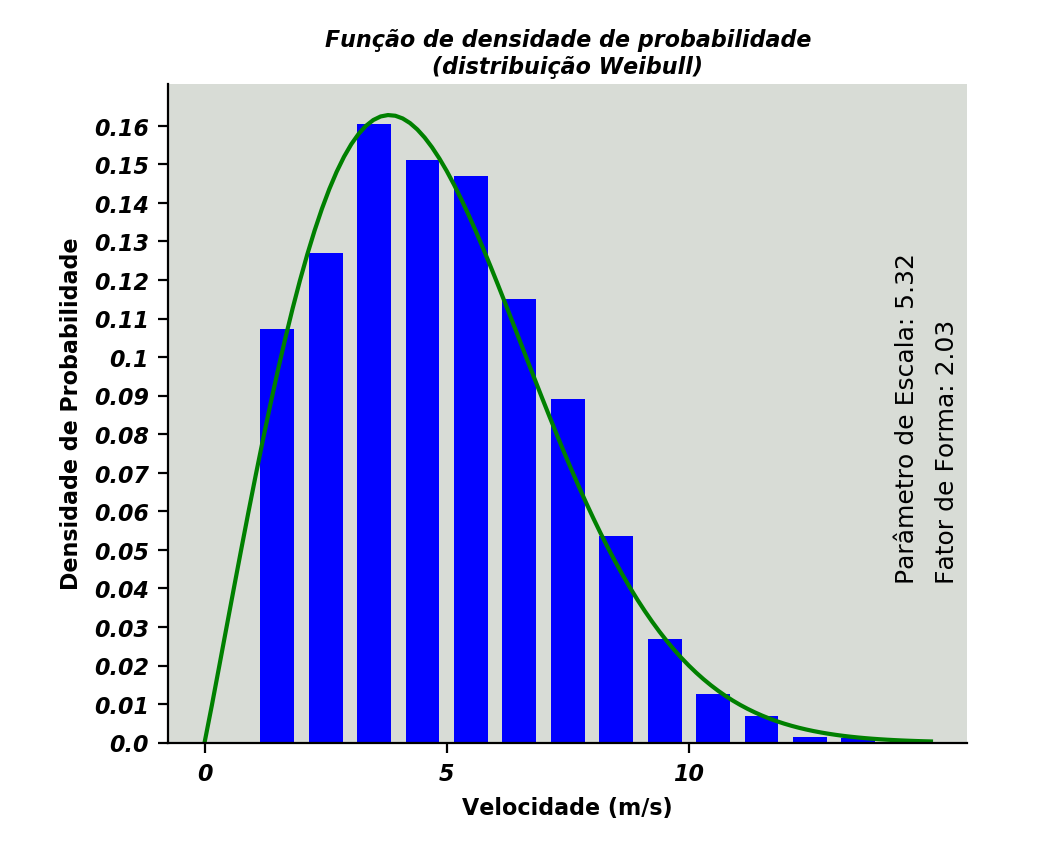 Função de densidade de probabilidade
(distribuição Weibull)
Densidade de Probabilidade
0.16
0.15
0.14
0.13
0.12
0.11
0.1
0.09
0.08
0.07
0.06
0.05
0.04
0.03
0.02
0.01
0.0
Parâmetro de Escala: 5.32
Fator de Forma: 2.03
0 5 10
Velocidade (m/s)